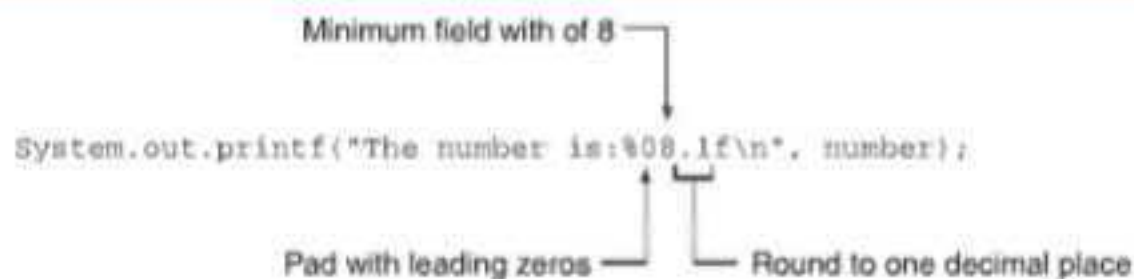 Minimum field with of 8
System.out.printf("The number is:%08.1f\n", number);
Pad with leading zeros
Round to one decimal place